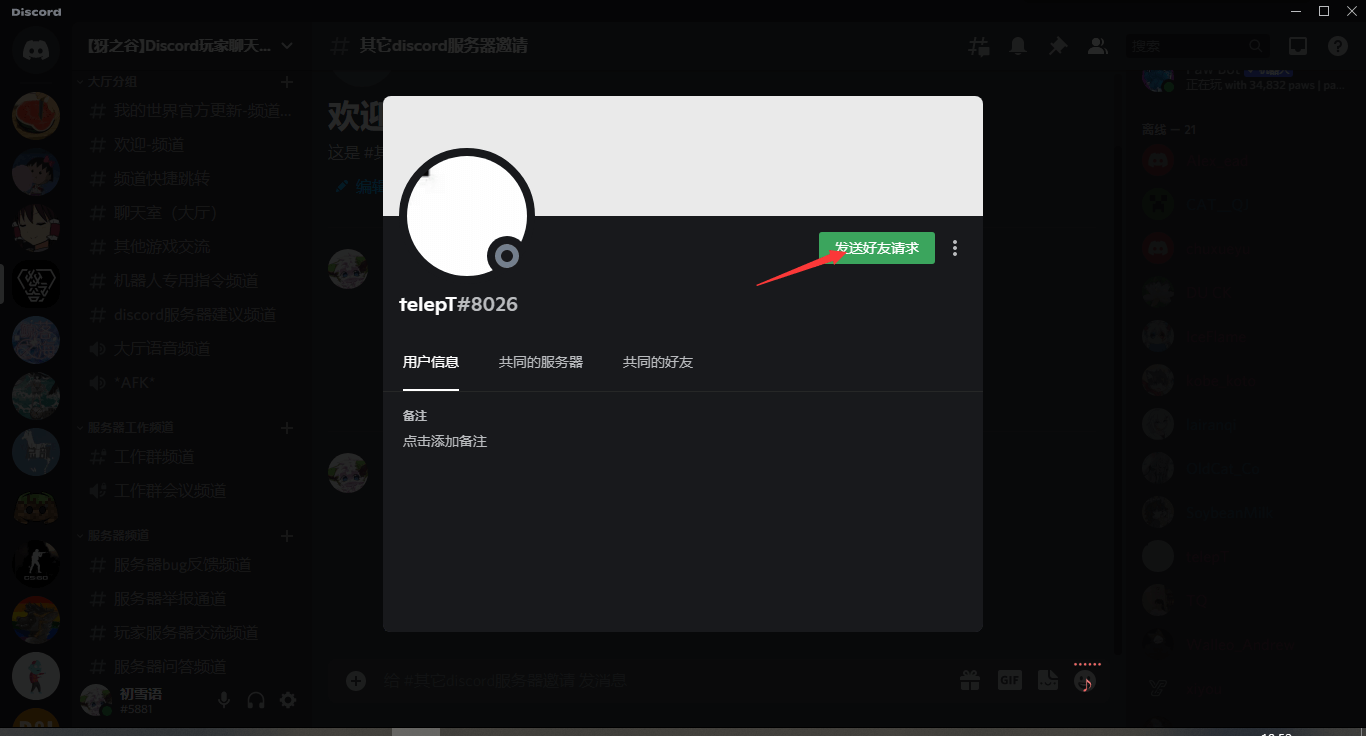 Discord
【犽之谷】Discord玩家聊天...
大厅分组
我的世界官方更新-频道...
欢迎-频道
频道快捷跳转
聊天室（大厅）
其他游戏交流
机器人专用指令频道
discord服务器建议频道
大厅语音频道
*AFK*
服务器工作频道
工作群频道
工作群会议频道
服务器频道
服务器bug反馈频道
服务器举报通道
玩家服务器交流频道
服务器问答频道
初雪语
#5881
其它discord服务器邀请
搜索
欢迎
这是 #其
编辑
telepT#8026
发送好友请求
用户信息
共同的服务器
共同的好友
备注
点击添加备注
给 #其它discord服务器邀请 发消息
GIF
正在玩 with 34,832 paws | pa...
离线 — 21
CS:GO